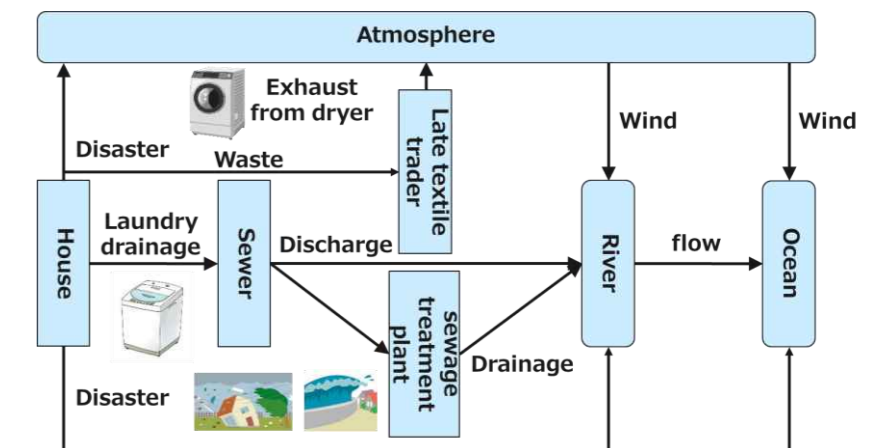 Atmosphere
Exhaust
from dryer
Late textile
trader
Wind
Wind
Disaster
Waste
House
Laundry
drainage
Sewer
Discharge
River
flow
Ocean
sewage
treatment
plant
Drainage
Disaster